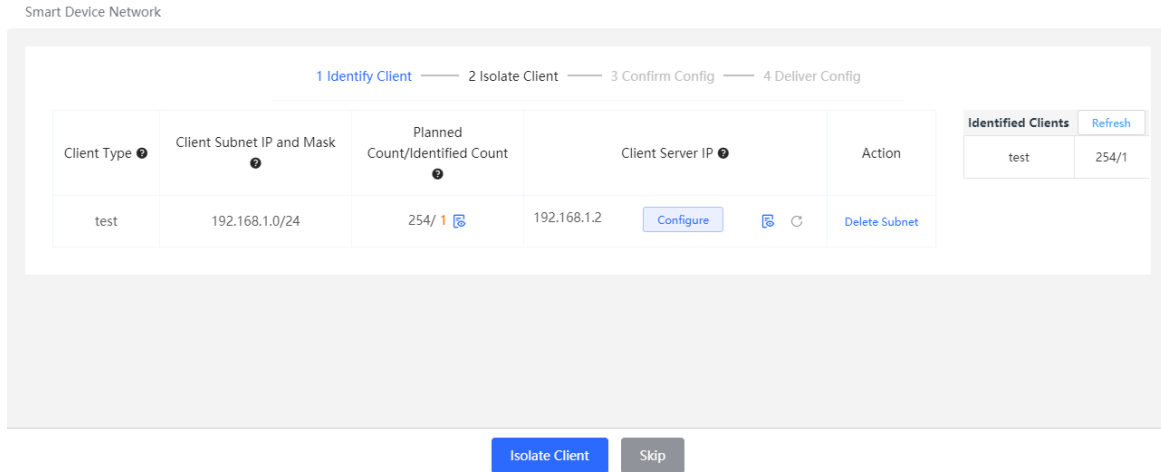 Smart Device Network
1 Identify Client 2 Isolate Client 3 Confirm Config 4 Deliver Config
Client Type
Client Subnet IP and Mask
Planned
Count/Identified Count
Client Server IP
Action
test
192.168.1.0/24
254/ 1
192.168.1.2
Configure
Delete Subnet
Identified Clients
Refresh
test
254/1
Isolate Client
Skip